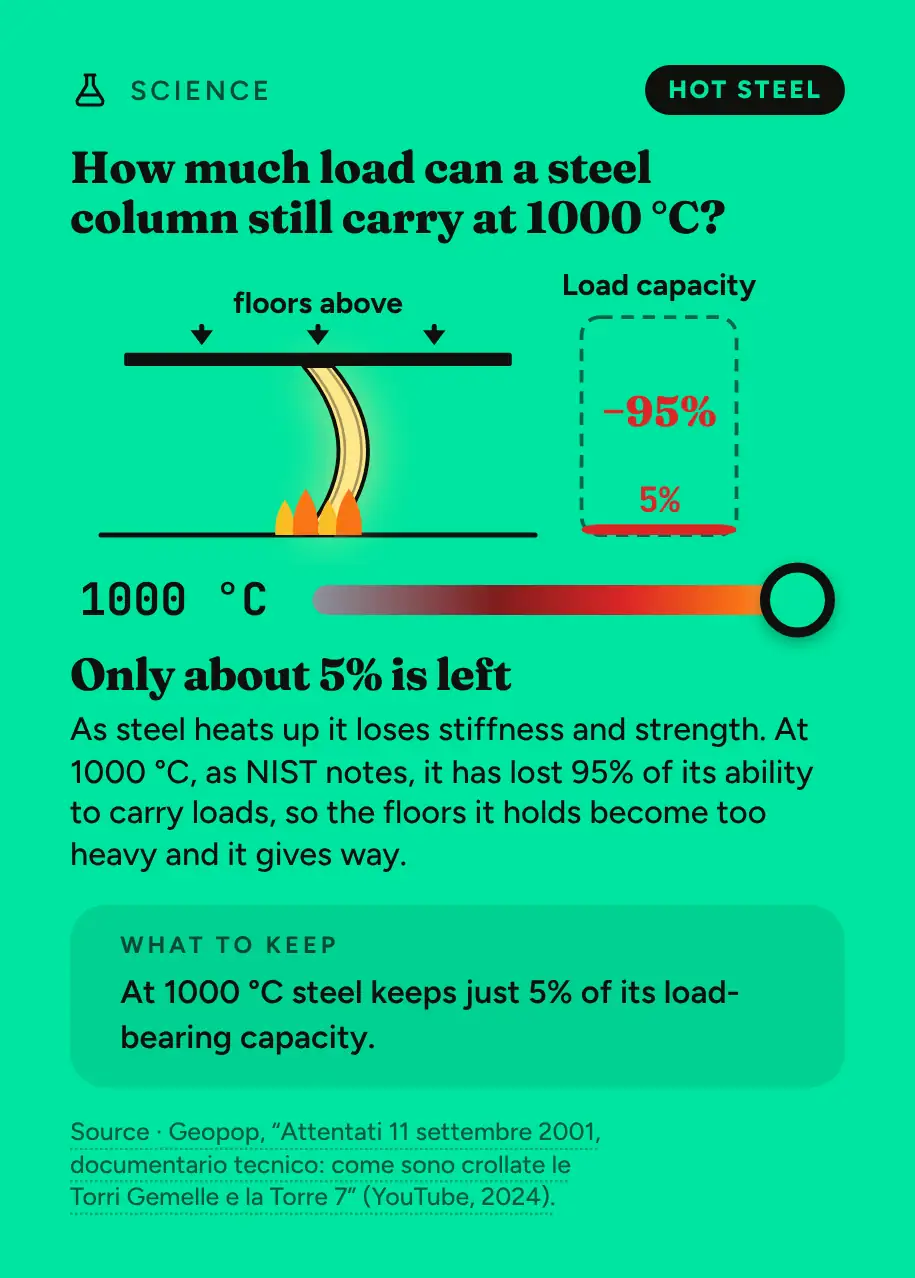 SCIENCE
HOT STEEL
How much load can a steel
column still carry at 1000 °C?
floors above
Load capacity
−95%
5%
1000 °C
Only about 5% is left
As steel heats up it loses stiffness and strength. At
1000 °C, as NIST notes, it has lost 95% of its ability
to carry loads, so the floors it holds become too
heavy and it gives way.
WHAT TO KEEP
At 1000 °C steel keeps just 5% of its load-
bearing capacity.
Source · Geopop, “Attentati 11 settembre 2001,
documentario tecnico: come sono crollate le
Torri Gemelle e la Torre 7” (YouTube, 2024).